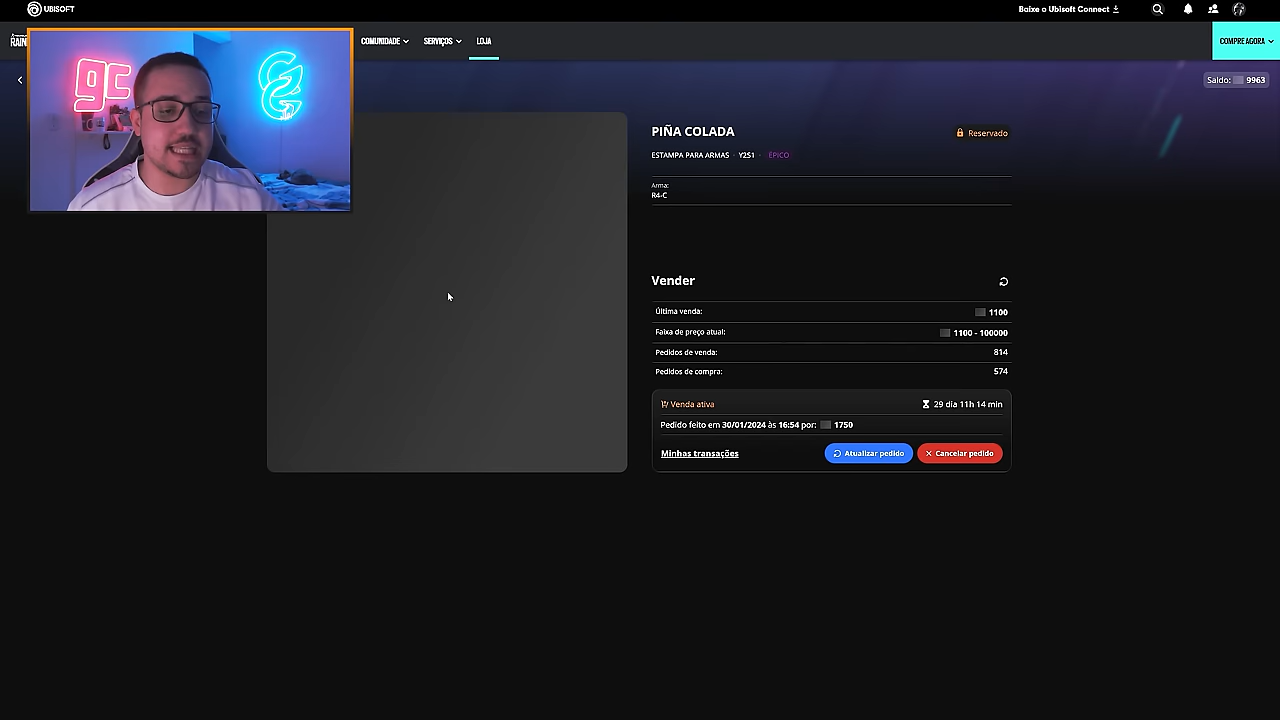 UBISOFT
Baixe o Ubisoft Connect
RAIN
COMUNIDADE
SERVIÇOS
LOJA
COMPRE AGORA
Saldo: 9963
gc
PIÑA COLADA
Reservado
ESTAMPA PARA ARMAS · Y2S1 · ÉPICO
Arma:
R4-C
Vender
Última venda: 1100
Faixa de preço atual: 1100 - 100000
Pedidos de venda: 814
Pedidos de compra: 574
Venda ativa 29 dia 11h 14 min
Pedido feito em 30/01/2024 às 16:54 por: 1750
Minhas transações Atualizar pedido Cancelar pedido